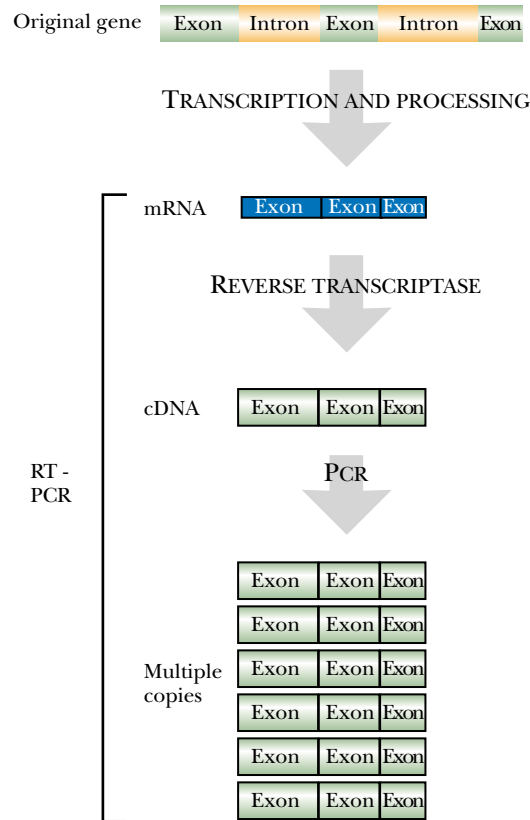 Original gene Exon Intron Exon Intron Exon
TRANSCRIPTION AND PROCESSING
mRNA Exon Exon Exon
REVERSE TRANSCRIPTASE
cDNA Exon Exon Exon
RT -
PCR
PCR
Exon Exon Exon
Exon Exon Exon
Multiple
copies
Exon Exon Exon
Exon Exon Exon
Exon Exon Exon
Exon Exon Exon